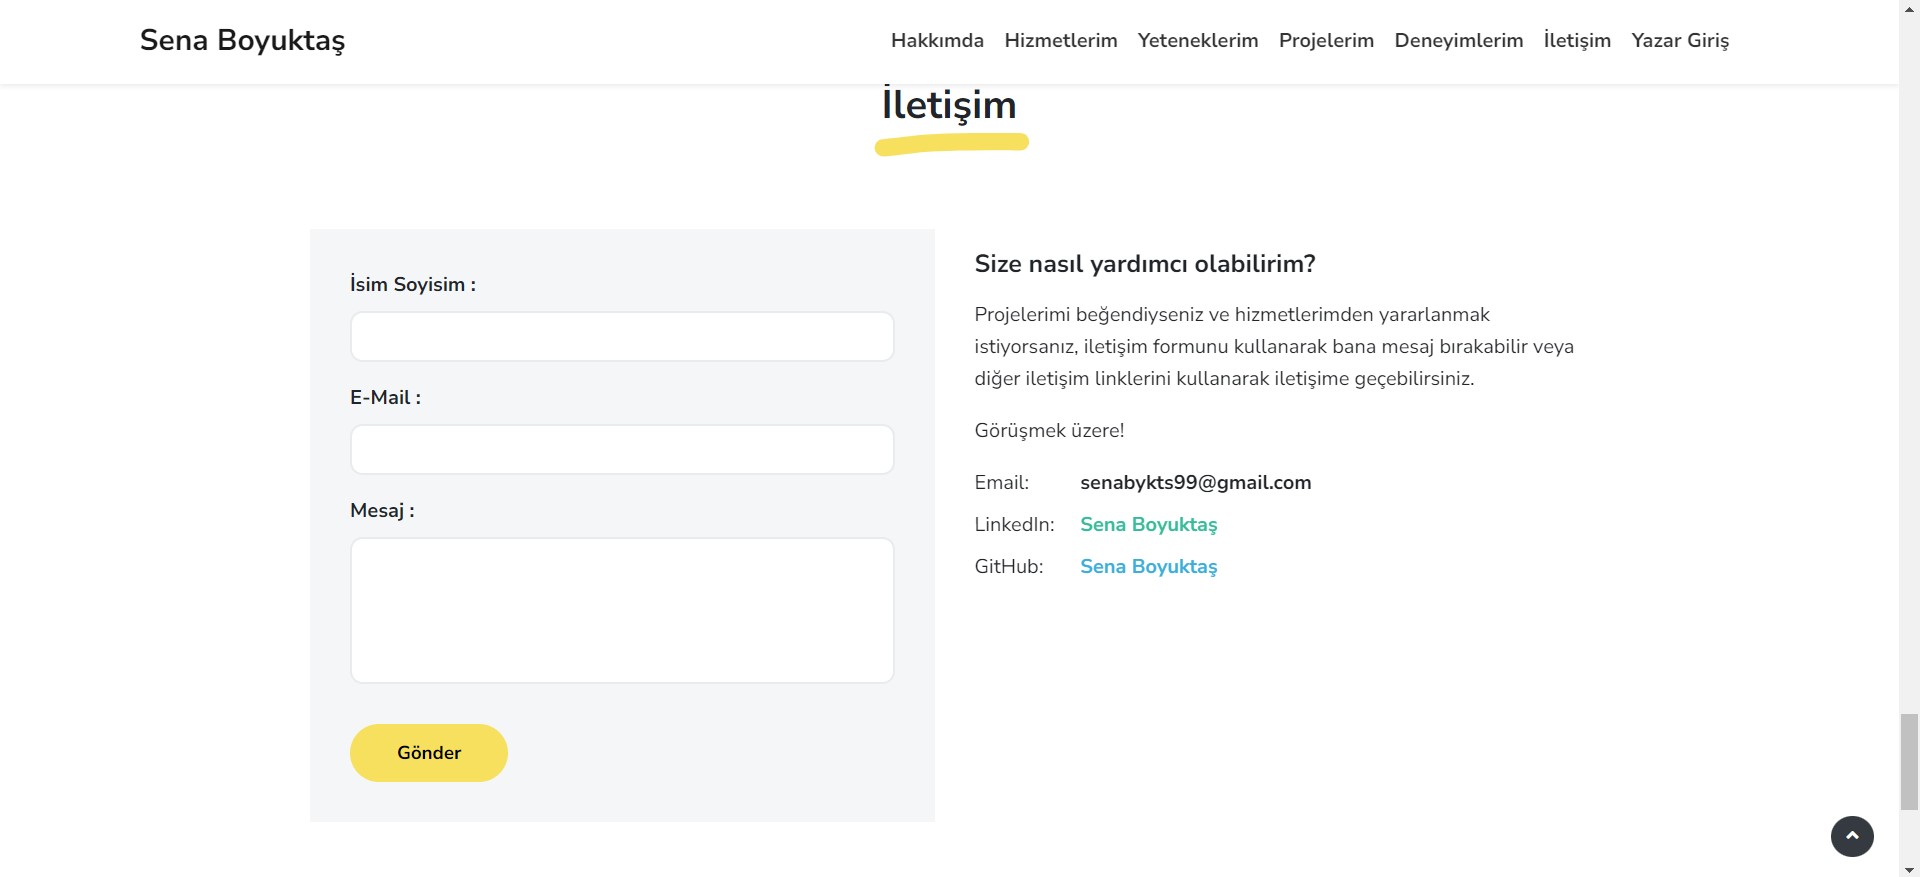 Sena Boyuktaş
Hakkımda Hizmetlerim Yeteneklerim Projelerim Deneyimlerim İletişim Yazar Giriş
İletişim
İsim Soyisim :
E-Mail :
Mesaj :
Gönder
Size nasıl yardımcı olabilirim?
Projelerimi beğendiyseniz ve hizmetlerimden yararlanmak
istiyorsanız, iletişim formunu kullanarak bana mesaj bırakabilir veya
diğer iletişim linklerini kullanarak iletişime geçebilirsiniz.
Görüşmek üzere!
Email: senabykts99@gmail.com
LinkedIn: Sena Boyuktaş
GitHub: Sena Boyuktaş